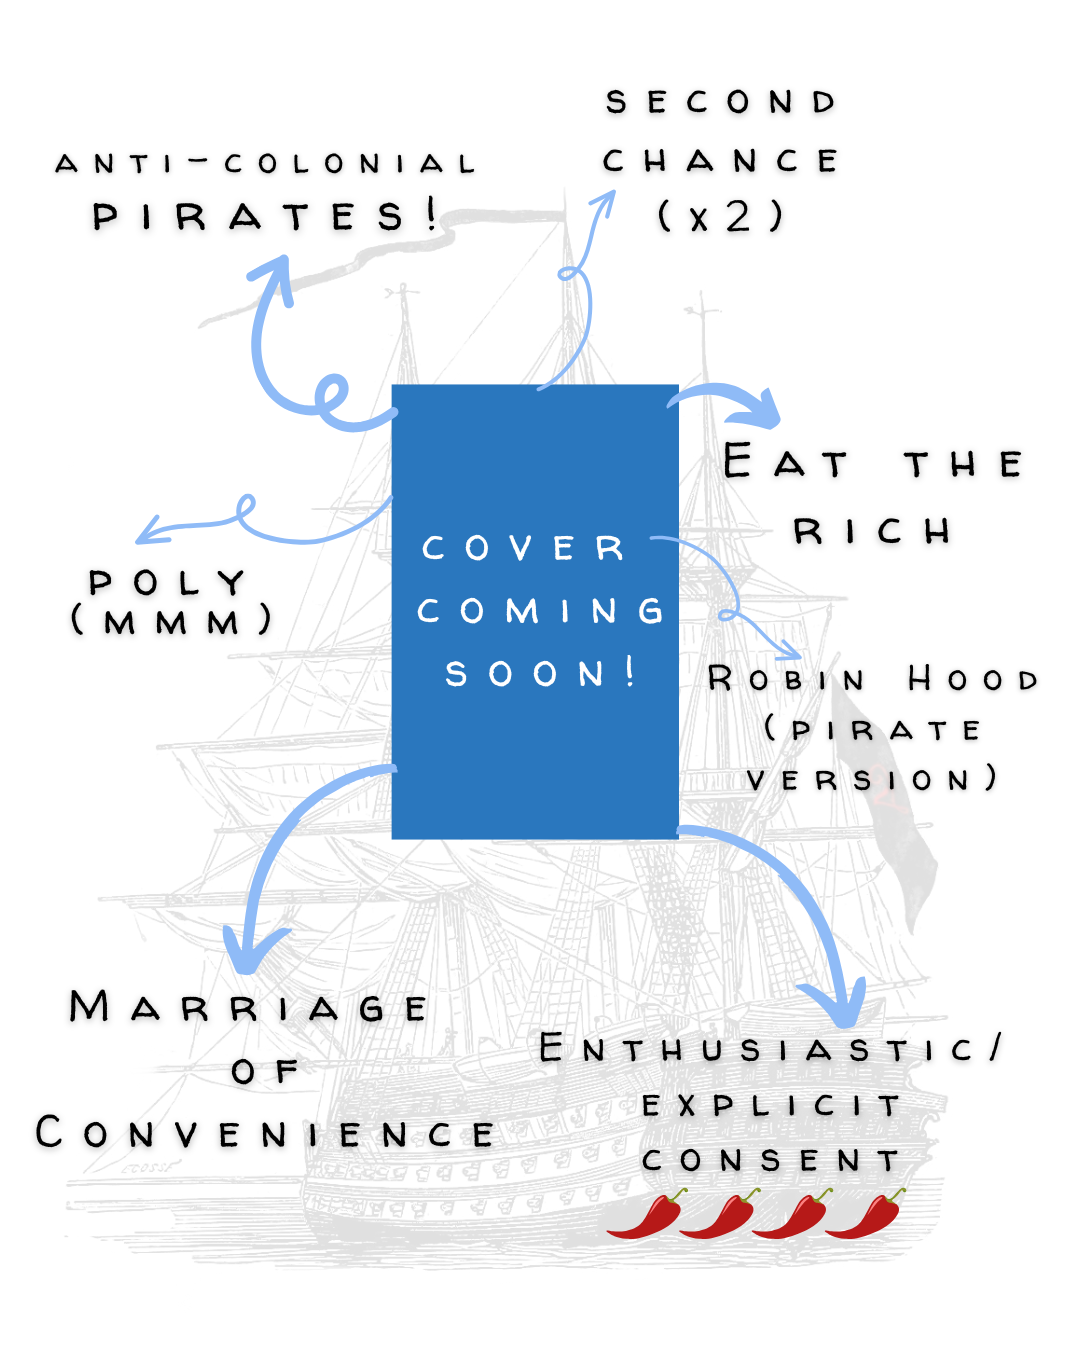 SECOND
CHANCE
(x2)
ANTI-COLONIAL
PIRATES!
EAT THE
RICH
COVER
COMING
SOON!
POLY
(MMM)
ROBIN HOOD
(PIRATE
VERSION)
MARRIAGE
OF
CONVENIENCE
ENTHUSIASTIC/
EXPLICIT
CONSENT